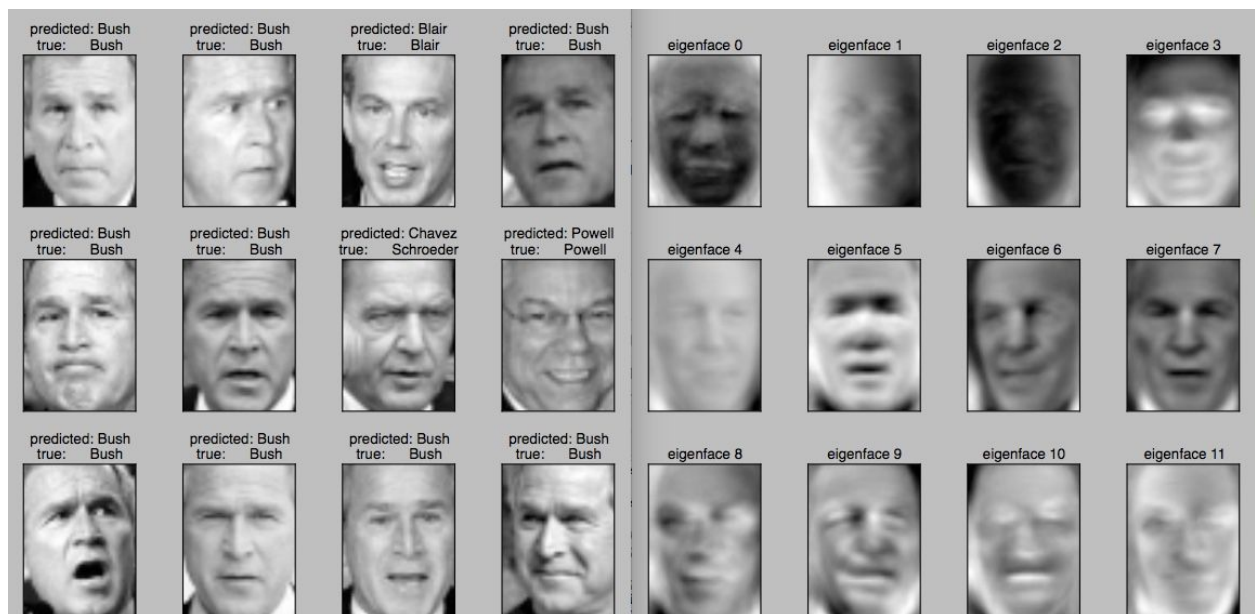 predicted: Bush
true: Bush
predicted: Bush
true: Bush
predicted: Blair
true: Blair
predicted: Bush
true: Bush
eigenface 0
eigenface 1
eigenface 2
eigenface 3
predicted: Bush
true: Bush
predicted: Bush
true: Bush
predicted: Chavez
true: Schroeder
predicted: Powell
true: Powell
eigenface 4
eigenface 5
eigenface 6
eigenface 7
predicted: Bush
true: Bush
predicted: Bush
true: Bush
predicted: Bush
true: Bush
predicted: Bush
true: Bush
eigenface 8
eigenface 9
eigenface 10
eigenface 11